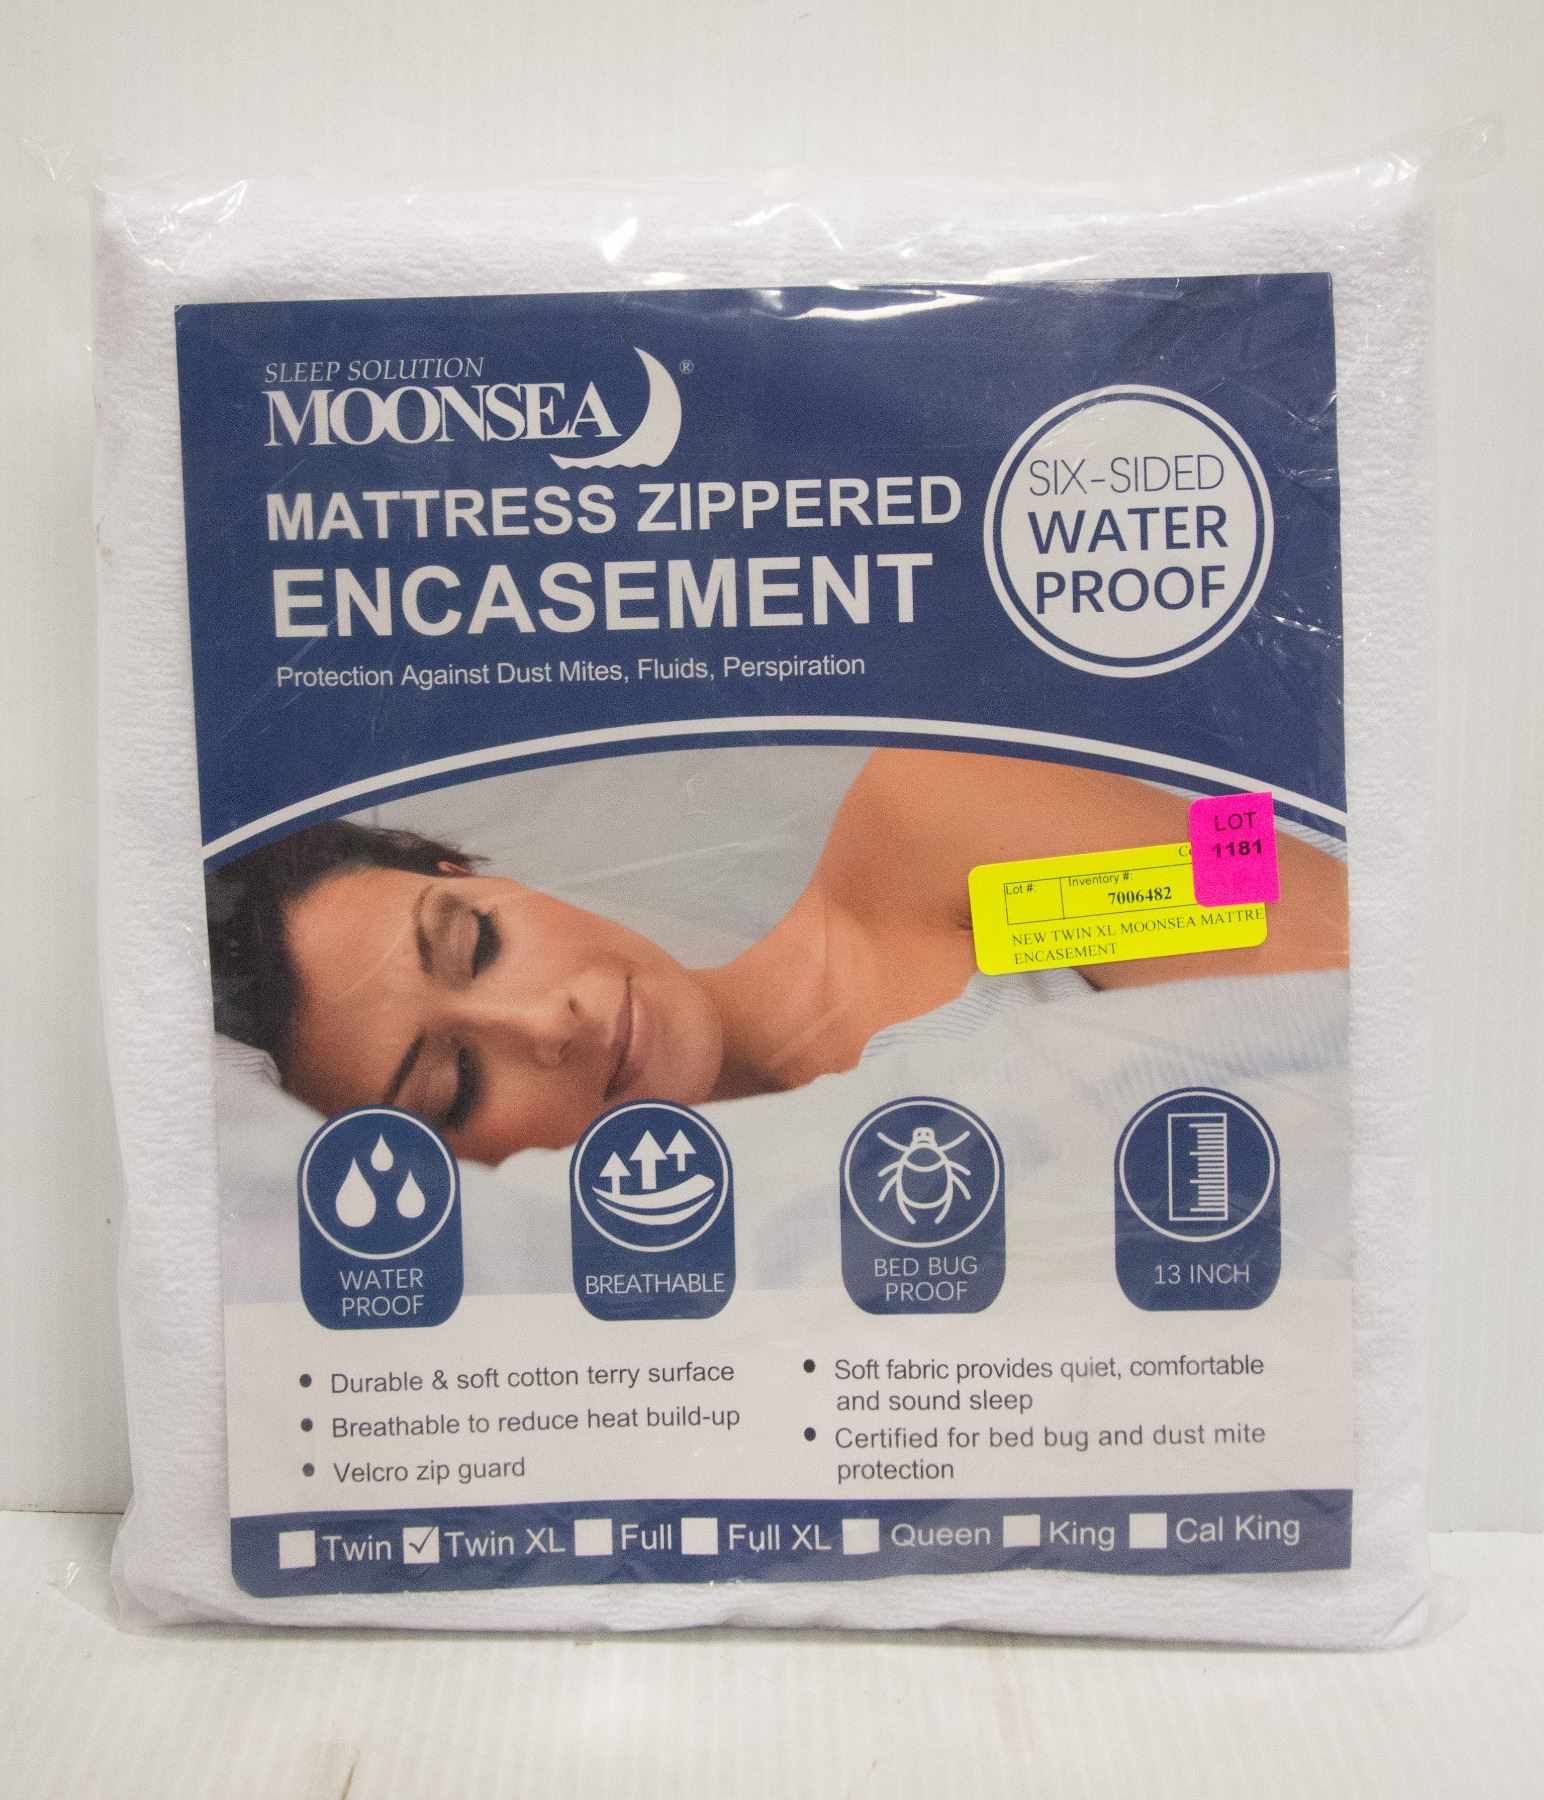 SLEEP SOLUTION
MOONSEA ®
MATTRESS ZIPPERED
ENCASEMENT
Protection Against Dust Mites, Fluids, Perspiration
SIX-SIDED
WATER
PROOF
LOT
1181
Lot #:
Inventory #:
7006482
NEW TWIN XL MOONSEA MATTRE
ENCASEMENT
WATER
PROOF
BREATHABLE
BED BUG
PROOF
13 INCH
• Durable & soft cotton terry surface
• Breathable to reduce heat build-up
• Velcro zip guard
• Soft fabric provides quiet, comfortable
and sound sleep
• Certified for bed bug and dust mite
protection
Twin ✓ Twin XL Full Full XL Queen King Cal King